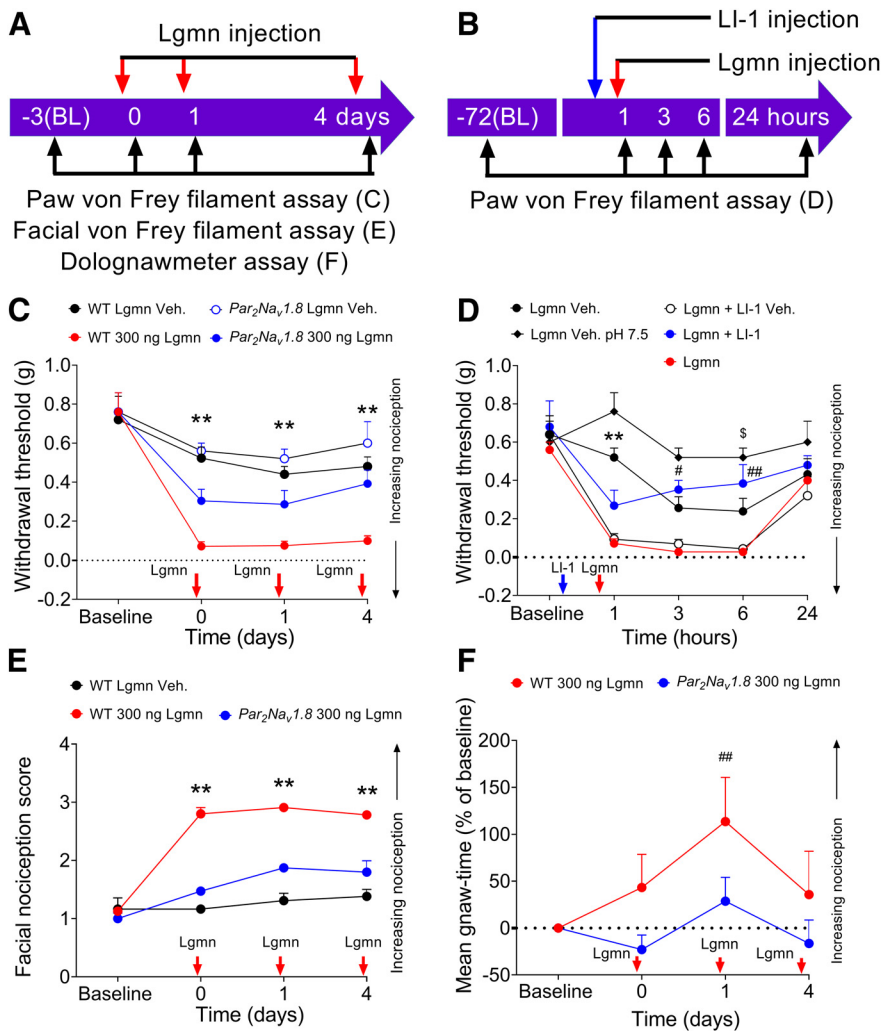 A
Lgmn injection
-3(BL) 0 1 4 days
Paw von Frey filament assay (C)
Facial von Frey filament assay (E)
Dolognawmeter assay (F)
B
LI-1 injection
Lgmn injection
-72(BL) 1 3 6 24 hours
Paw von Frey filament assay (D)
C
WT Lgmn Veh. Par2Nav1.8 Lgmn Veh.
WT 300 ng Lgmn Par2Nav1.8 300 ng Lgmn
Withdrawal threshold (g)
1.0
0.8
0.6
0.4
0.2
0.0
-0.2
** ** **
Lgmn Lgmn Lgmn
Increasing nociception
Baseline 0 1 4
Time (days)
D
Lgmn Veh. Lgmn + LI-1 Veh.
Lgmn Veh. pH 7.5 Lgmn + LI-1
Lgmn
Withdrawal threshold (g)
1.0
0.8
0.6
0.4
0.2
0.0
-0.2
** # $ ##
LI-1 Lgmn
Increasing nociception
Baseline 1 3 6 24
Time (hours)
E
WT Lgmn Veh.
WT 300 ng Lgmn Par2Nav1.8 300 ng Lgmn
Facial nociception score
4
3
2
1
0
** ** **
Lgmn Lgmn Lgmn
Increasing nociception
Baseline 0 1 4
Time (days)
F
WT 300 ng Lgmn Par2Nav1.8 300 ng Lgmn
Mean gnaw-time (% of baseline)
200
150
100
50
0
-50
##
Lgmn Lgmn Lgmn
Increasing nociception
Baseline 0 1 4
Time (days)